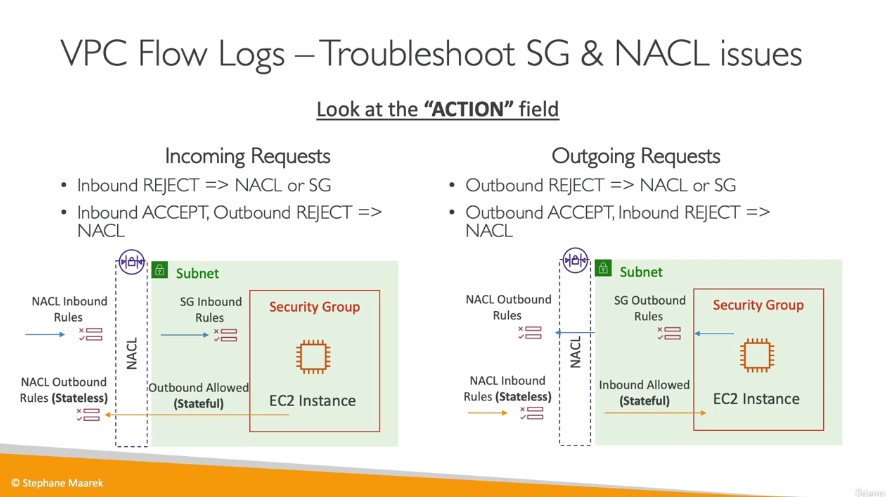 VPC Flow Logs – Troubleshoot SG & NACL issues
Look at the “ACTION” field
Incoming Requests
• Inbound REJECT => NACL or SG
• Inbound ACCEPT, Outbound REJECT =>
NACL
Outgoing Requests
• Outbound REJECT => NACL or SG
• Outbound ACCEPT, Inbound REJECT =>
NACL
Subnet
NACL Inbound
Rules
SG Inbound
Rules
Security Group
NACL
NACL Outbound
Rules (Stateless)
Outbound Allowed
(Stateful)
EC2 Instance
Subnet
NACL Outbound
Rules
SG Outbound
Rules
Security Group
NACL
NACL Inbound
Rules (Stateless)
Inbound Allowed
(Stateful)
EC2 Instance
© Stephane Maarek
Udemy